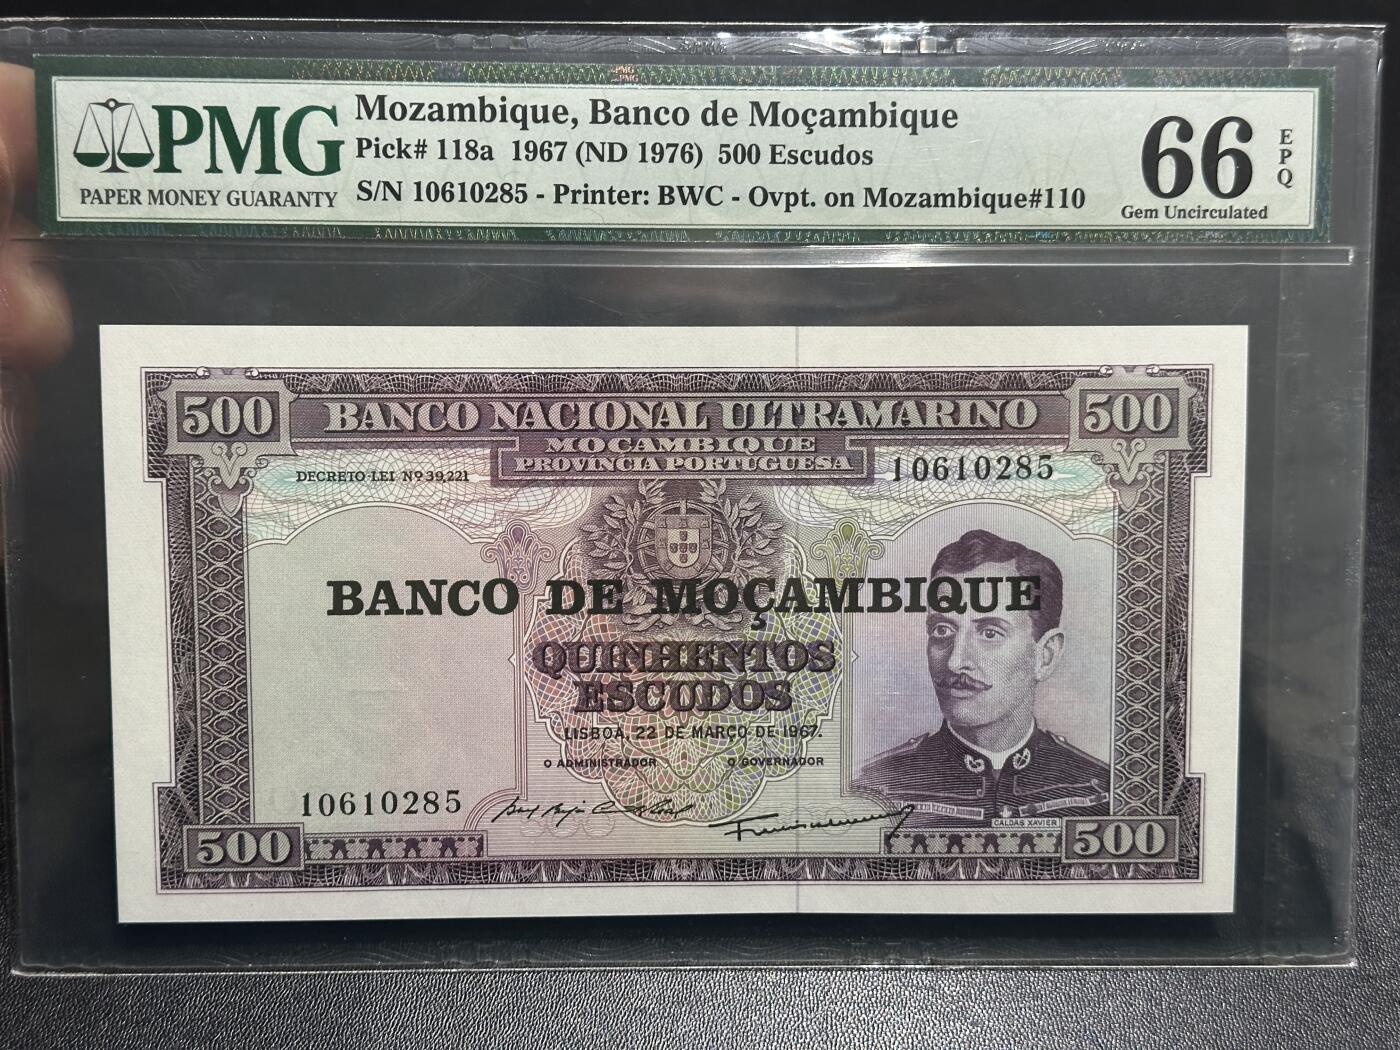 PMG
PAPER MONEY GUARANTY
Mozambique, Banco de Moçambique
Pick# 118a 1967 (ND 1976) 500 Escudos
S/N 10610285 - Printer: BWC - Ovpt. on Mozambique#110
66
EPQ
Gem Uncirculated
500
BANCO NACIONAL ULTRAMARINO
500
MOÇAMBIQUE
PROVINCIA PORTUGUESA
DECRETO-LEI Nº 39,221
10610285
BANCO DE MOÇAMBIQUE
QUINHENTOS
ESCUDOS
LISBOA, 22 DE MARÇO DE 1967.
O ADMINISTRADOR
O GOVERNADOR
10610285
CALDAS XAVIER
500
500